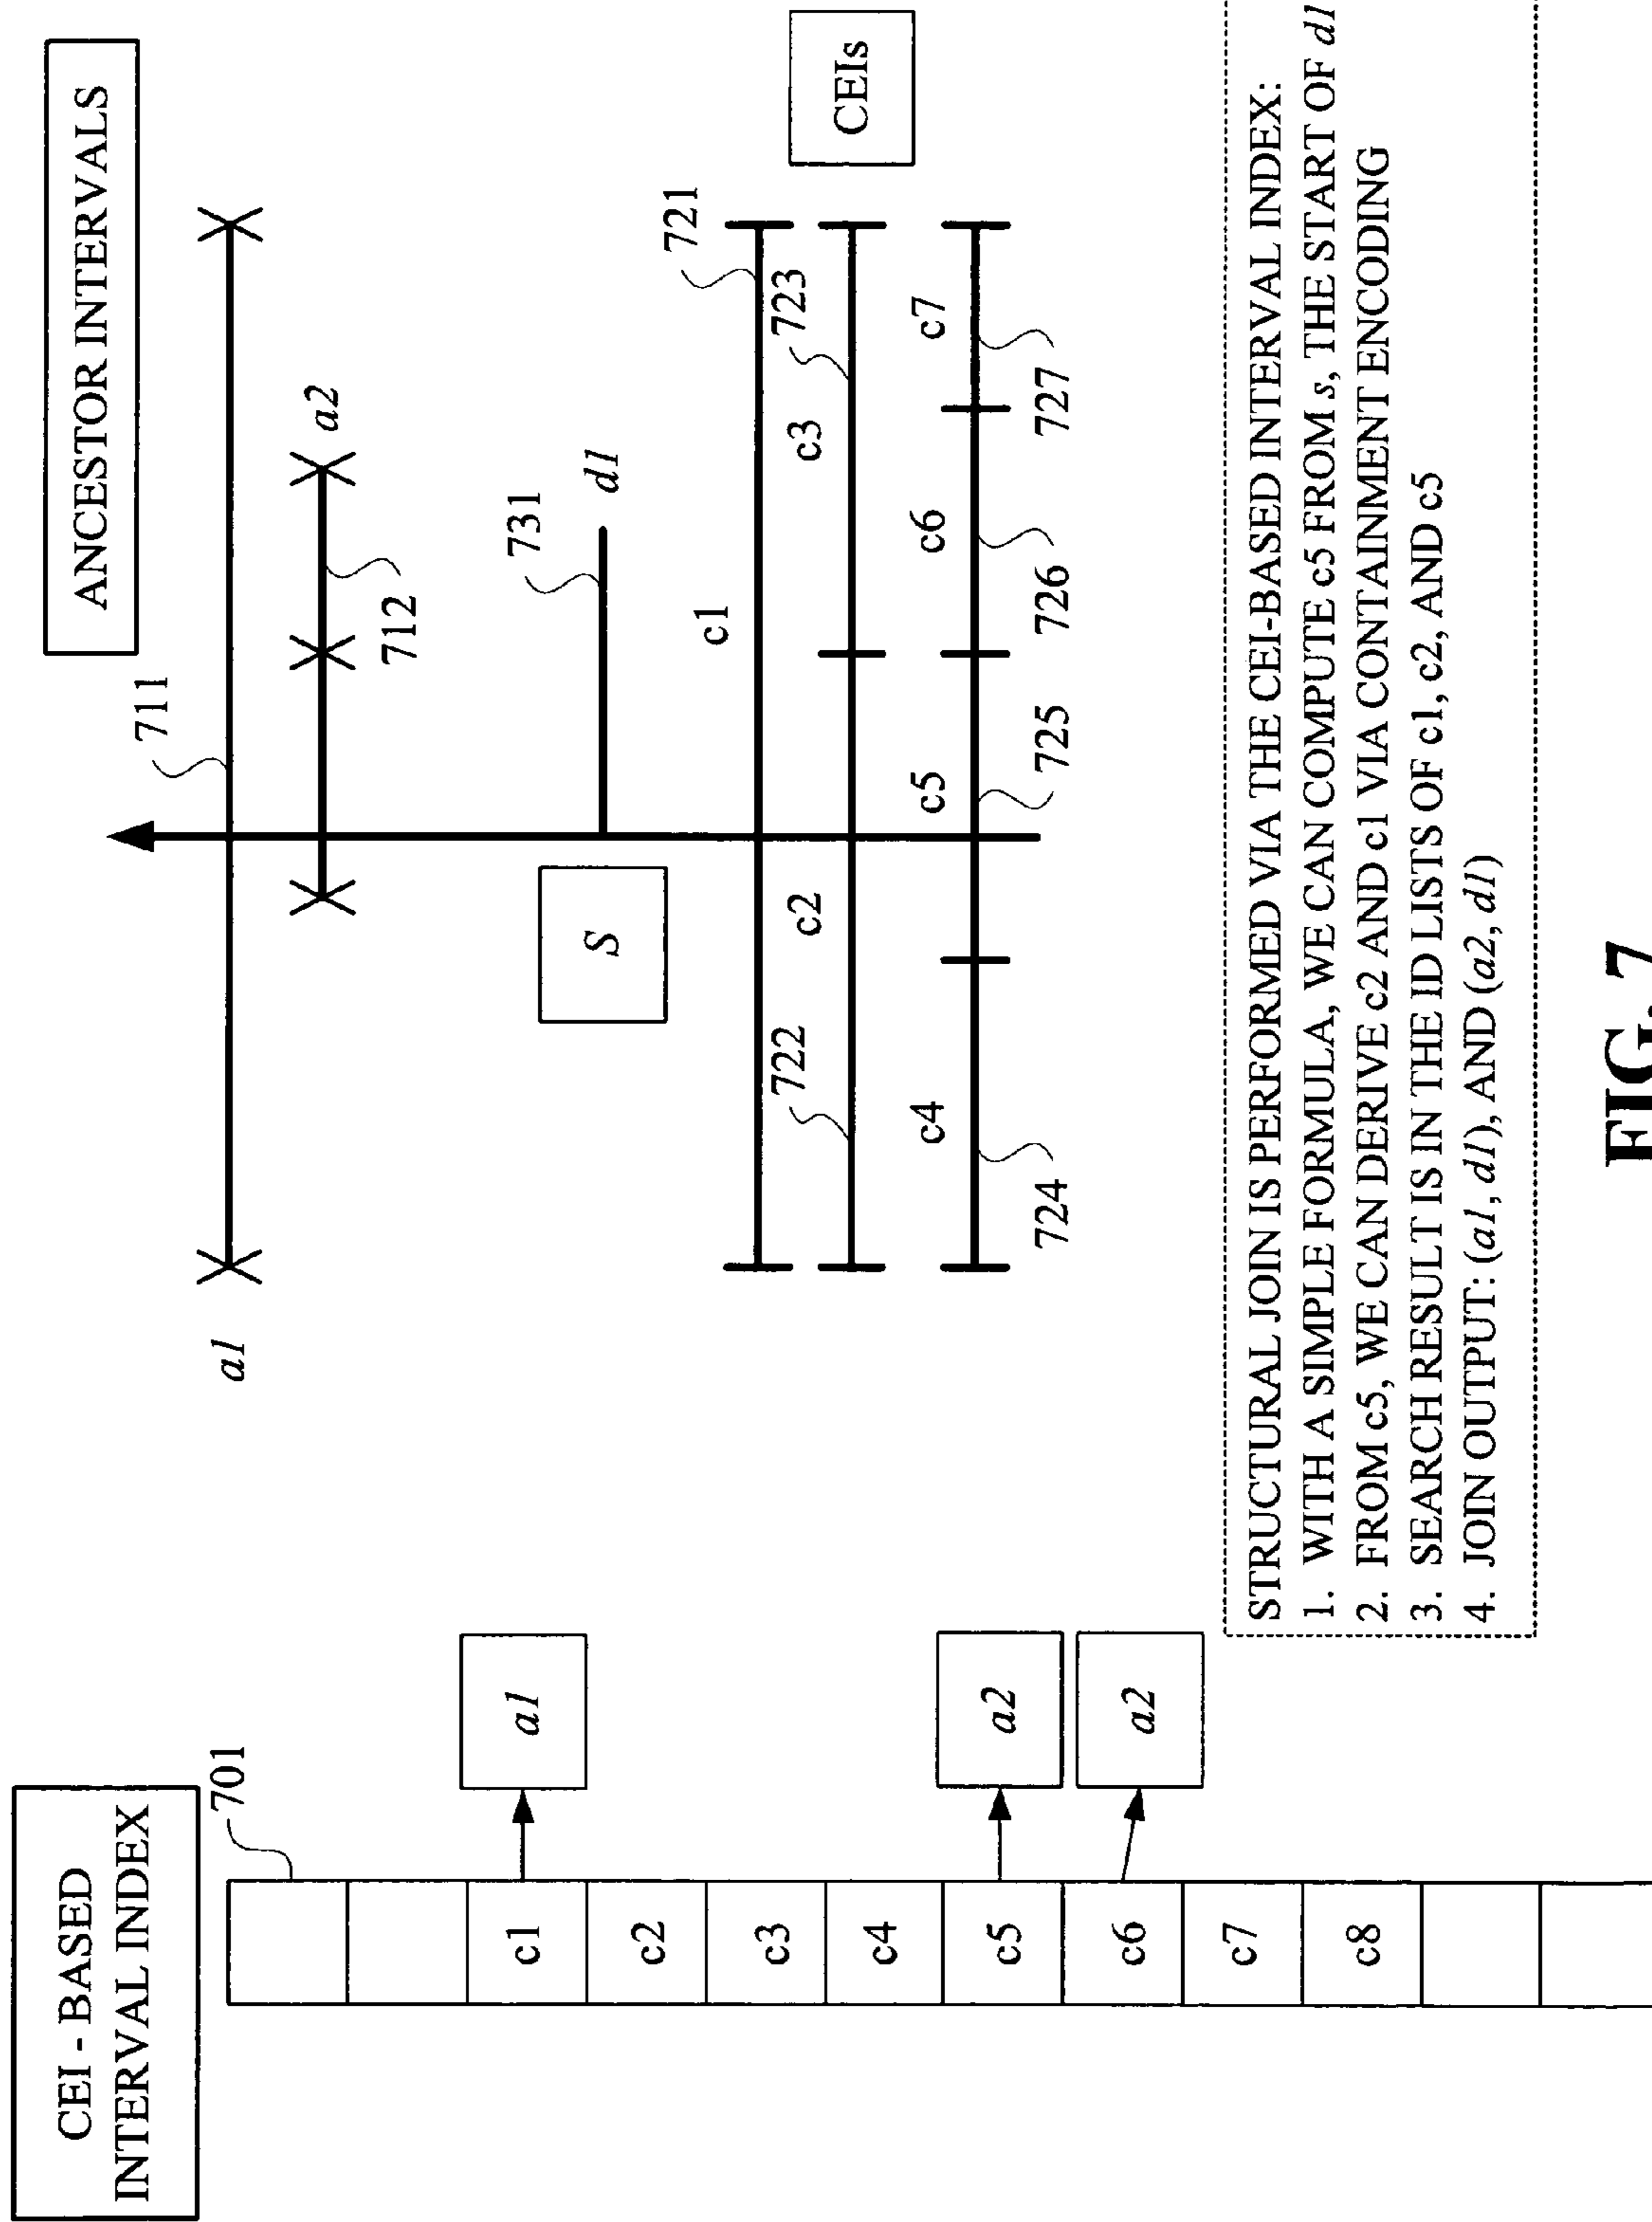 CEI - BASED
INTERVAL INDEX
701
c1
c2
c3
c4
c5
c6
c7
c8
a1
a2
a2
ANCESTOR INTERVALS
a1
711
a2
712
S
731
d1
c1
721
722
c2
c3
723
CEIs
c4
c5
c6
c7
724
725
726
727
STRUCTURAL JOIN IS PERFORMED VIA THE CEI-BASED INTERVAL INDEX:
1. WITH A SIMPLE FORMULA, WE CAN COMPUTE c5 FROM s, THE START OF d1
2. FROM c5, WE CAN DERIVE c2 AND c1 VIA CONTAINMENT ENCODING
3. SEARCH RESULT IS IN THE ID LISTS OF c1, c2, AND c5
4. JOIN OUTPUT: (a1, d1), AND (a2, d1)
FIG. 7